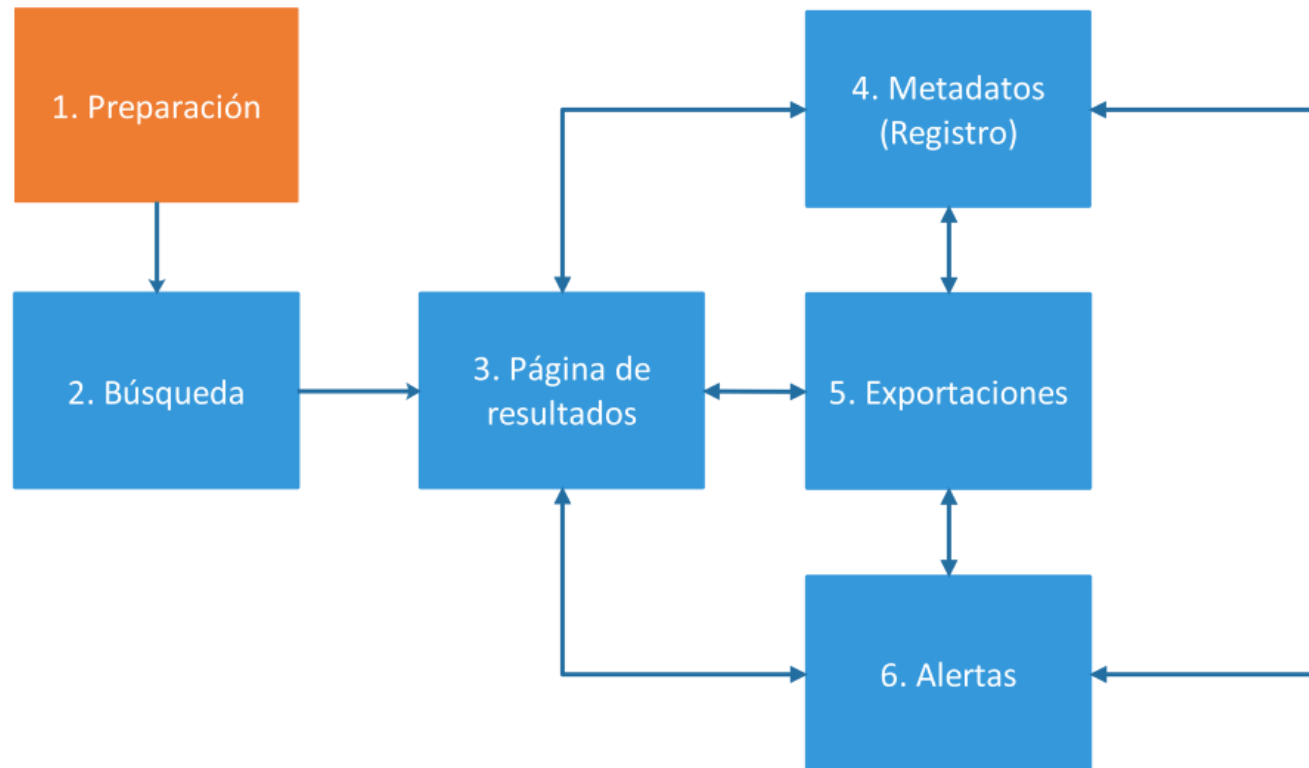 1. Preparación
2. Búsqueda
3. Página de
resultados
4. Metadatos
(Registro)
5. Exportaciones
6. Alertas